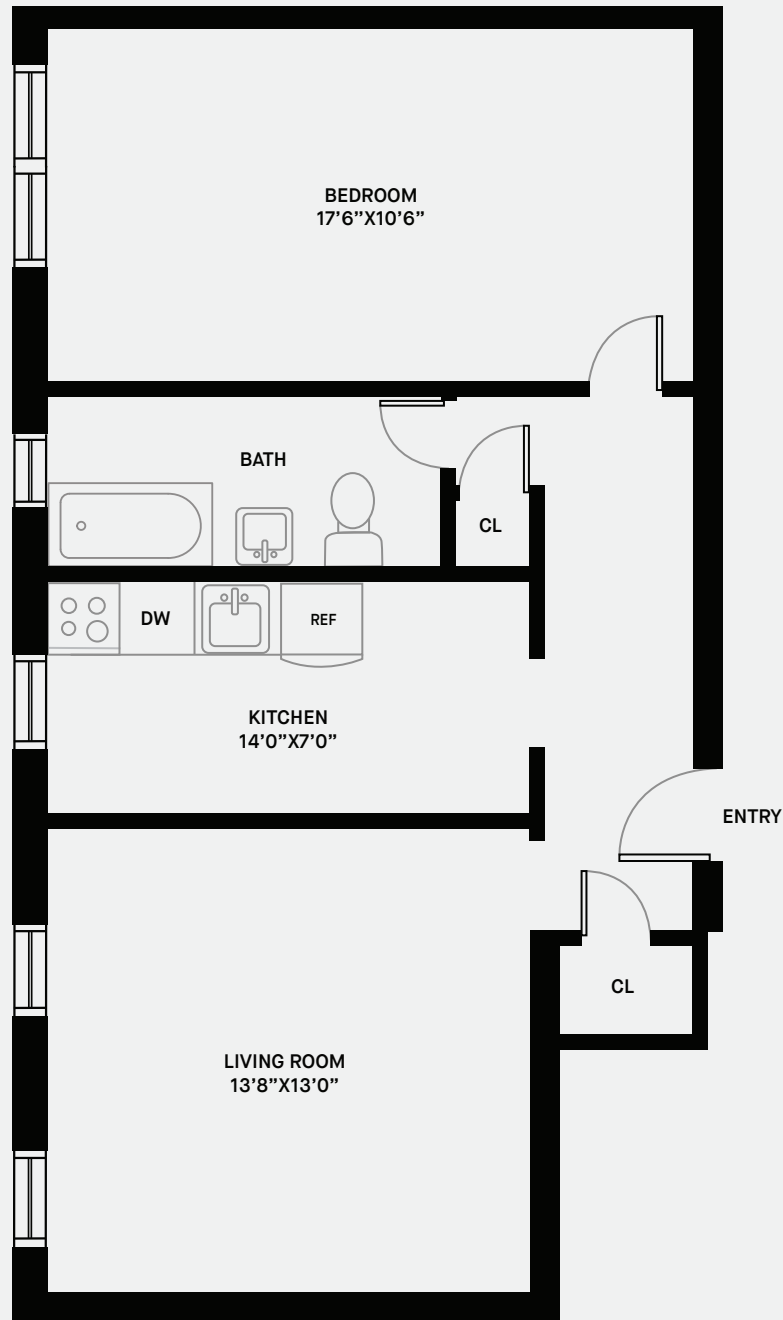 BEDROOM
17’6”X10’6”
BATH
CL
DW
REF
KITCHEN
14’0”X7’0”
ENTRY
CL
LIVING ROOM
13’8”X13’0”